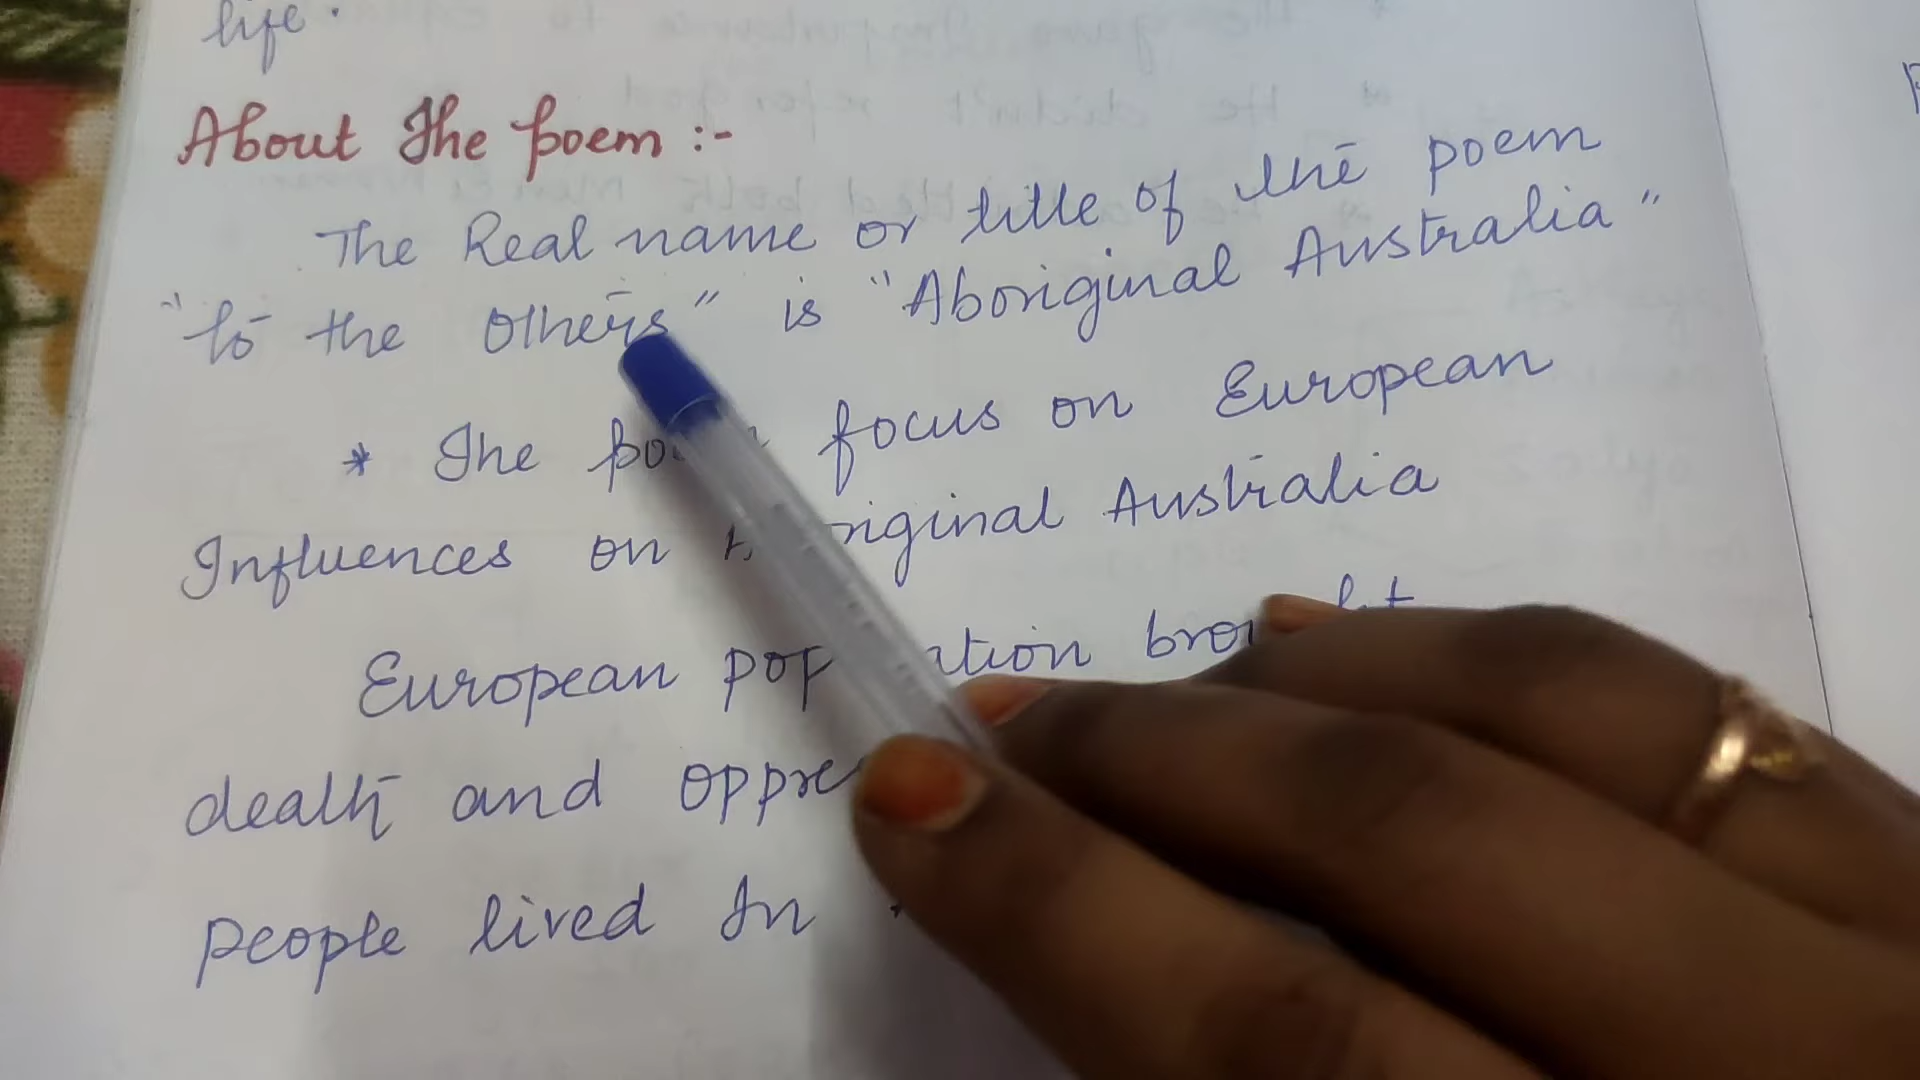 life.
About The poem :-
The Real name or title of the poem
"to the Others" is "Aboriginal Australia"
* The focus on European
Influences on Australia
European
death and
people lived In